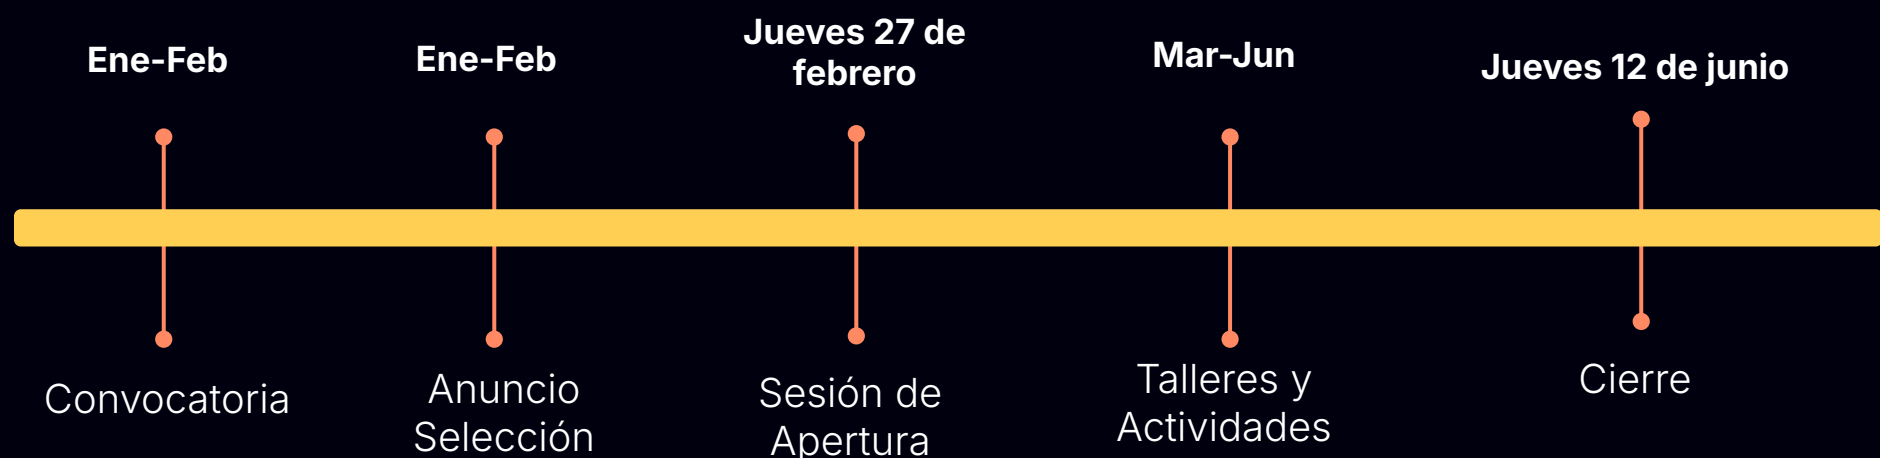 Ene-Feb
Ene-Feb
Jueves 27 de
febrero
Mar-Jun
Jueves 12 de junio
Convocatoria
Anuncio
Selección
Sesión de
Apertura
Talleres y
Actividades
Cierre